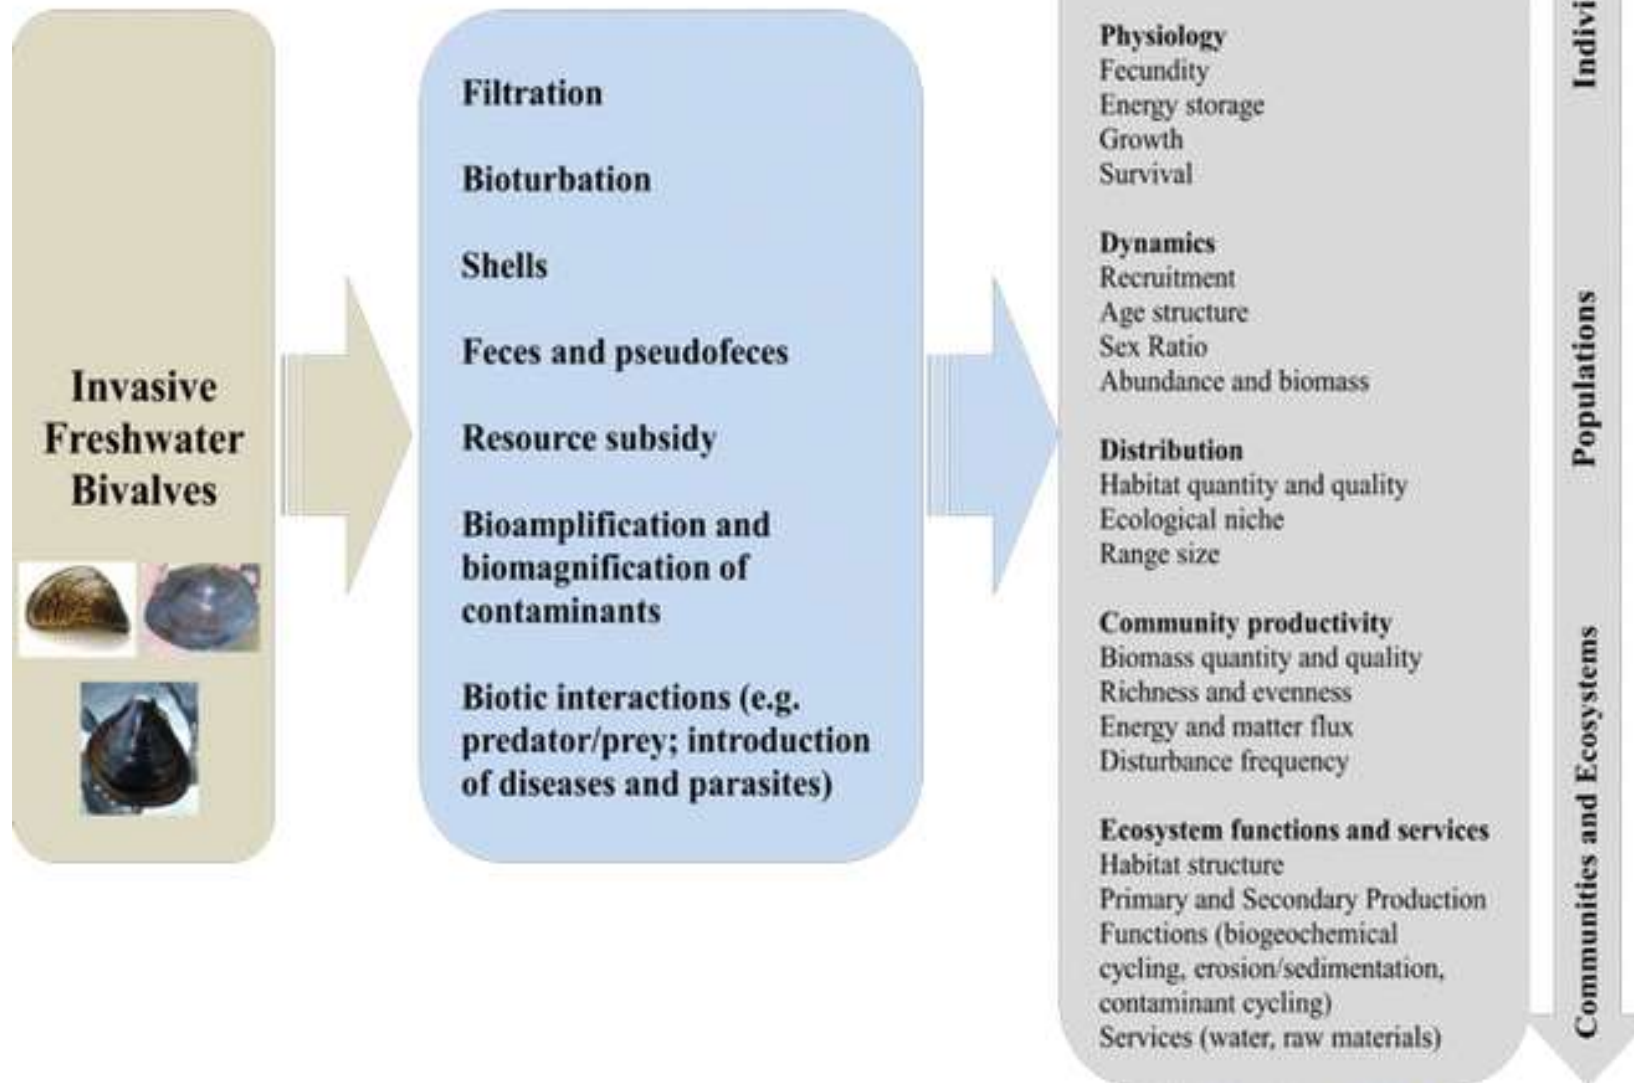 Invasive
Freshwater
Bivalves
Filtration
Bioturbation
Shells
Feces and pseudofeces
Resource subsidy
Bioamplification and
biomagnification of
contaminants
Biotic interactions (e.g.
predator/prey; introduction
of diseases and parasites)
Physiology
Fecundity
Energy storage
Growth
Survival
Dynamics
Recruitment
Age structure
Sex Ratio
Abundance and biomass
Distribution
Habitat quantity and quality
Ecological niche
Range size
Community productivity
Biomass quantity and quality
Richness and evenness
Energy and matter flux
Disturbance frequency
Ecosystem functions and services
Habitat structure
Primary and Secondary Production
Functions (biogeochemical
cycling, erosion/sedimentation,
contaminant cycling)
Services (water, raw materials)
Populations
Communities and Ecosystems